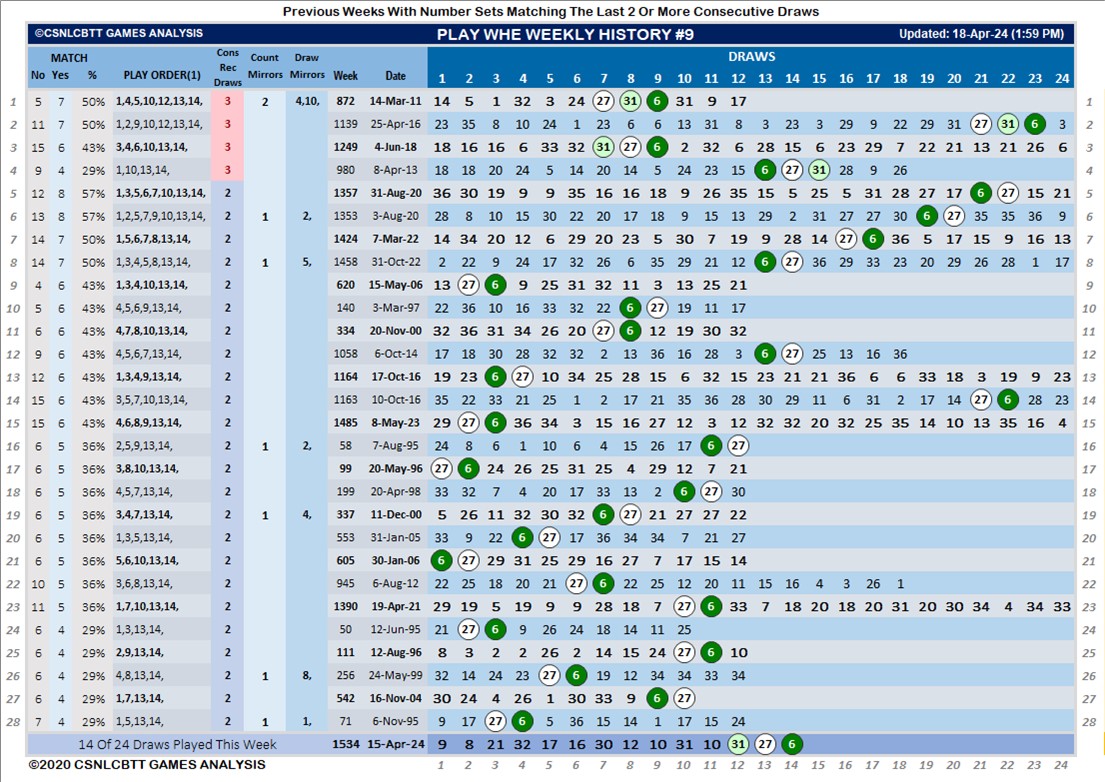 Previous Weeks With Number Sets Matching The Last 2 Or More Consecutive Draws
©CSNLCBTT GAMES ANALYSIS PLAY WHE WEEKLY HISTORY #9 Updated: 18-Apr-24 (1:59 PM)
MATCH Cons Rec Draws Count Mirrors Draw Mirrors DRAWS
No Yes % PLAY ORDER(1) Week Date 1 2 3 4 5 6 7 8 9 10 11 12 13 14 15 16 17 18 19 20 21 22 23 24
1 5 7 50% 1,4,5,10,12,13,14, 3 2 4,10, 872 14-Mar-11 14 5 1 32 3 24 27 31 6 31 9 17 1
2 11 7 50% 1,2,9,10,12,13,14, 3 1139 25-Apr-16 23 35 8 10 24 1 23 6 6 13 31 8 3 23 3 29 9 22 29 31 27 31 6 3 2
3 15 6 43% 3,4,6,10,13,14, 3 1249 4-Jun-18 18 16 16 6 33 32 31 27 6 2 32 6 28 15 6 23 29 7 22 21 13 21 26 6 3
4 9 4 29% 1,10,13,14, 3 980 8-Apr-13 18 18 20 24 5 14 20 14 5 24 23 15 6 27 31 28 9 26 4
5 12 8 57% 1,3,5,6,7,10,13,14, 2 1357 31-Aug-20 36 30 19 9 9 35 16 16 18 9 26 35 15 5 25 5 31 28 27 17 6 27 15 21 5
6 13 8 57% 1,2,5,7,9,10,13,14, 2 1 2, 1353 3-Aug-20 28 8 10 15 30 22 20 17 18 9 15 13 29 2 31 27 27 30 6 20 35 35 36 9 6
7 14 7 50% 1,5,6,7,8,13,14, 2 1424 7-Mar-22 14 34 20 12 6 29 20 23 5 30 7 19 9 28 14 27 6 36 5 17 15 9 16 13 7
8 14 7 50% 1,3,4,5,8,13,14, 2 1 5, 1458 31-Oct-22 2 22 9 24 17 32 26 6 35 29 21 8 6 27 36 29 33 23 20 29 26 28 1 17 8
9 4 6 43% 1,3,4,10,13,14, 2 620 15-May-06 13 27 6 9 25 31 32 11 3 13 25 21 9
10 5 6 43% 4,5,6,9,13,14, 2 140 3-Mar-97 22 36 10 16 33 32 22 6 27 19 11 17 10
11 6 6 43% 4,7,8,10,13,14, 2 334 20-Nov-00 32 36 31 34 26 20 27 6 12 19 30 32 11
12 9 6 43% 4,5,6,7,13,14, 2 1058 6-Oct-14 17 18 30 28 32 32 2 13 36 16 28 3 6 27 25 13 16 36 12
13 12 6 43% 1,3,4,9,13,14, 2 1164 17-Oct-16 19 23 6 27 10 34 25 28 15 6 32 15 23 21 21 36 6 6 33 18 3 19 9 23 13
14 15 6 43% 3,5,7,10,13,14, 2 1163 10-Oct-16 35 22 33 21 25 1 2 17 21 35 36 28 30 29 11 6 31 2 17 14 27 6 28 23 14
15 15 6 43% 4,6,8,9,13,14, 2 1485 8-May-23 29 27 6 36 34 3 15 16 27 12 3 12 32 32 20 32 25 35 14 10 13 35 16 4 15
16 6 5 36% 2,5,9,13,14, 2 1 2, 58 7-Aug-95 24 8 6 1 10 6 4 15 26 17 6 27 16
17 6 5 36% 3,8,10,13,14, 2 99 20-May-96 27 6 24 26 25 31 25 4 29 12 7 21 17
18 6 5 36% 4,5,7,13,14, 2 199 20-Apr-98 33 32 7 4 20 17 33 13 2 6 27 30 18
19 6 5 36% 3,4,7,13,14, 2 1 4, 337 11-Dec-00 5 26 11 32 30 32 6 27 21 27 27 22 19
20 6 5 36% 1,3,5,13,14, 2 553 31-Jan-05 33 9 22 6 27 17 36 34 34 7 21 27 20
21 6 5 36% 5,6,10,13,14, 2 605 30-Jan-06 6 27 29 31 25 29 16 27 7 17 15 14 21
22 10 5 36% 3,6,8,13,14, 2 945 6-Aug-12 22 25 18 20 21 27 6 22 25 12 20 11 15 16 4 3 26 1 22
23 11 5 36% 1,7,10,13,14, 2 1390 19-Apr-21 29 19 5 19 9 9 28 18 7 27 6 33 7 18 20 18 20 31 20 30 34 4 34 33 23
24 6 4 29% 1,3,13,14, 2 50 12-Jun-95 21 27 6 9 26 24 18 14 11 25 24
25 6 4 29% 2,9,13,14, 2 111 12-Aug-96 8 3 2 2 26 2 14 15 24 27 6 10 25
26 6 4 29% 4,8,13,14, 2 1 8, 256 24-May-99 32 14 24 23 27 6 19 12 34 34 33 34 26
27 6 4 29% 1,7,13,14, 2 542 16-Nov-04 30 24 4 26 1 30 33 9 6 27 27
28 7 4 29% 1,5,13,14, 2 1 1, 71 6-Nov-95 9 17 27 6 5 36 15 14 1 17 15 24 28
14 Of 24 Draws Played This Week 1534 15-Apr-24 9 8 21 32 17 16 30 12 10 31 10 31 27 6
©2020 CSNLCBTT GAMES ANALYSIS 1 2 3 4 5 6 7 8 9 10 11 12 13 14 15 16 17 18 19 20 21 22 23 24